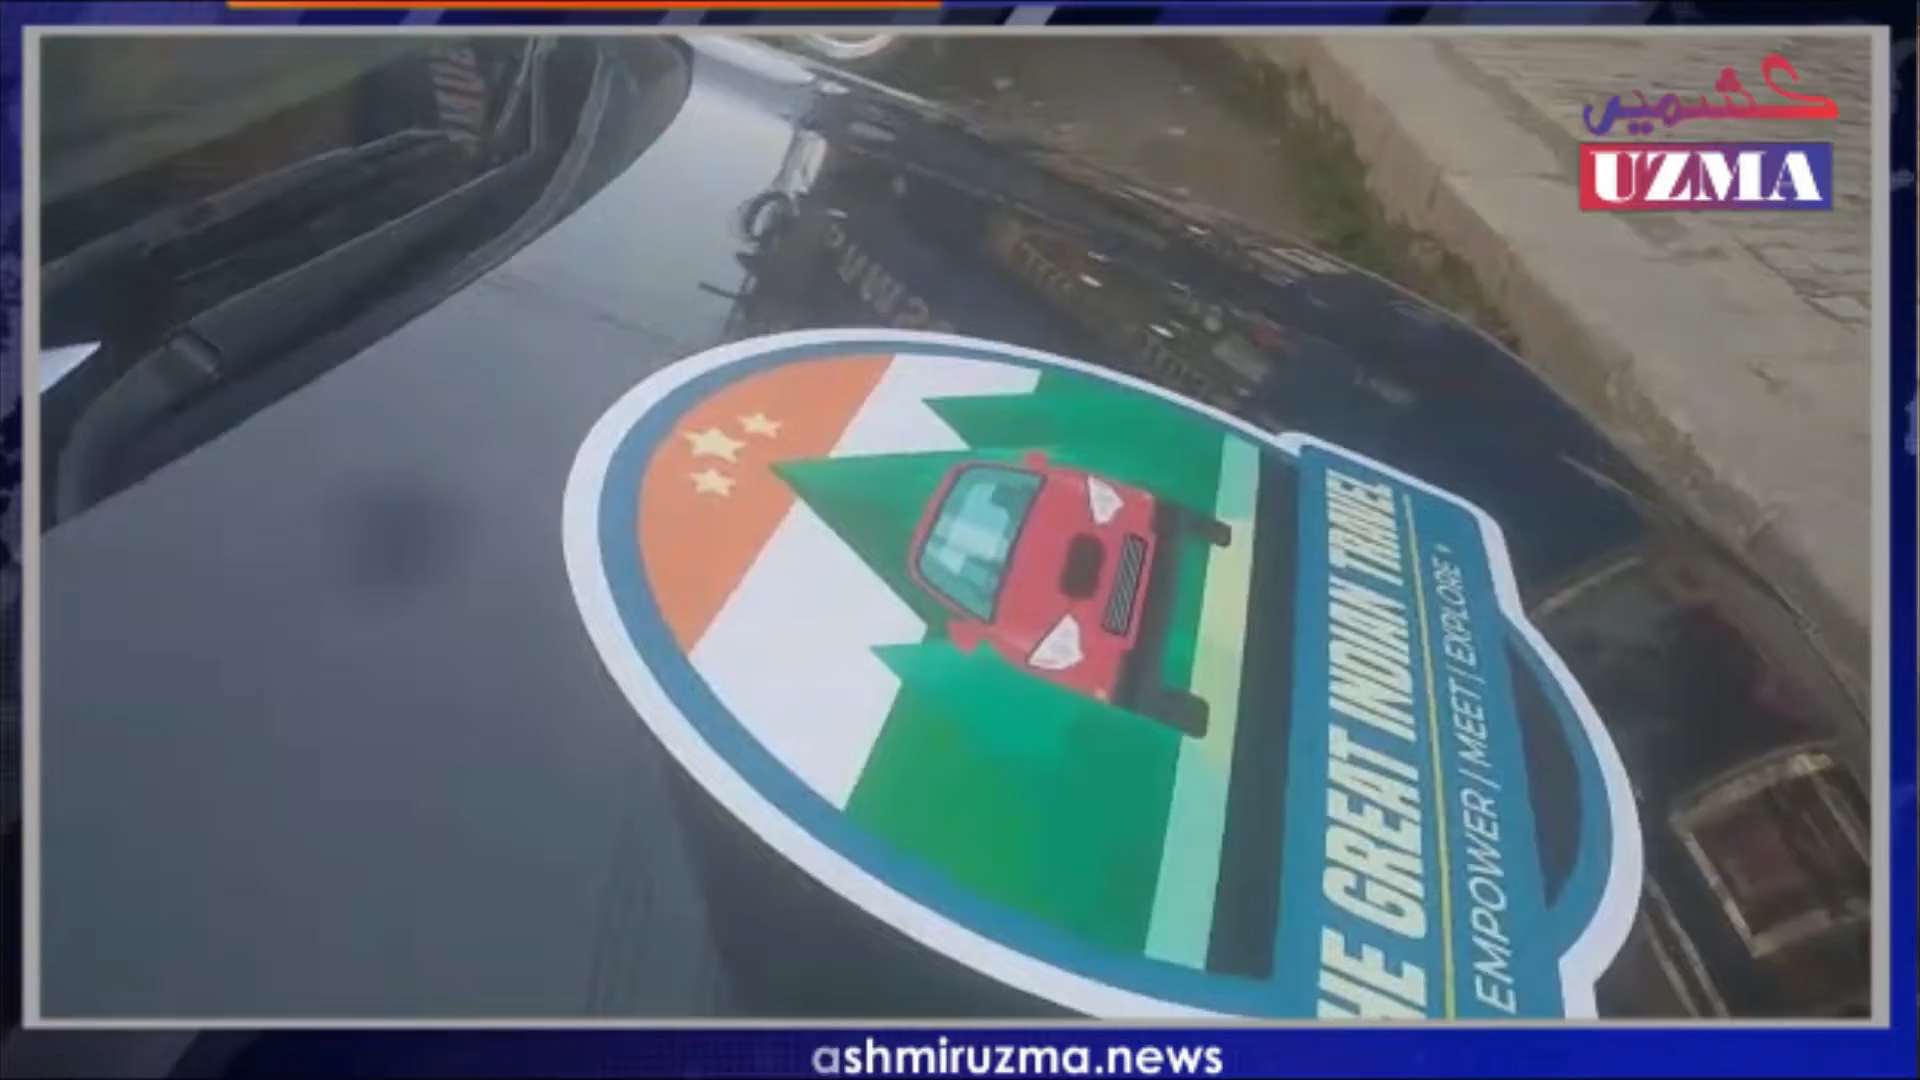 کشمیر
UZMA
HE GREAT INDIAN TRAVEL
EMPOWER | MEET | EXPLORE
ashmiruzma.news